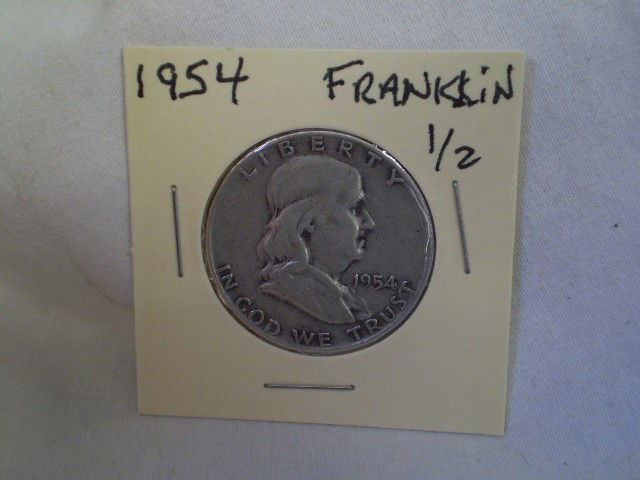 1954 FRANKLIN
1/2
LIBERTY
1954
IN GOD WE TRUST